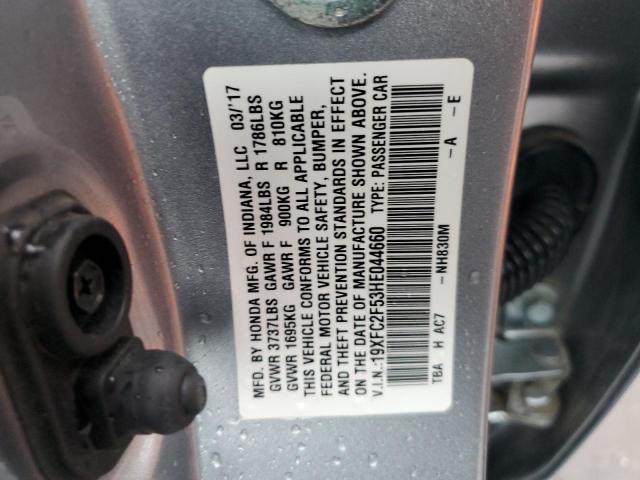 MFD. BY HONDA MFG. OF INDIANA, LLC 03/'17
GVWR 3737LBS GAWR F 1984LBS R 1786LBS
GVWR 1695KG GAWR F 900KG R 810KG
THIS VEHICLE CONFORMS TO ALL APPLICABLE
FEDERAL MOTOR VEHICLE SAFETY, BUMPER,
AND THEFT PREVENTION STANDARDS IN EFFECT
ON THE DATE OF MANUFACTURE SHOWN ABOVE.
V.I.N.:19XFC2F53HE044660 TYPE: PASSENGER CAR
TBA H AC7 -NH830M -A -E